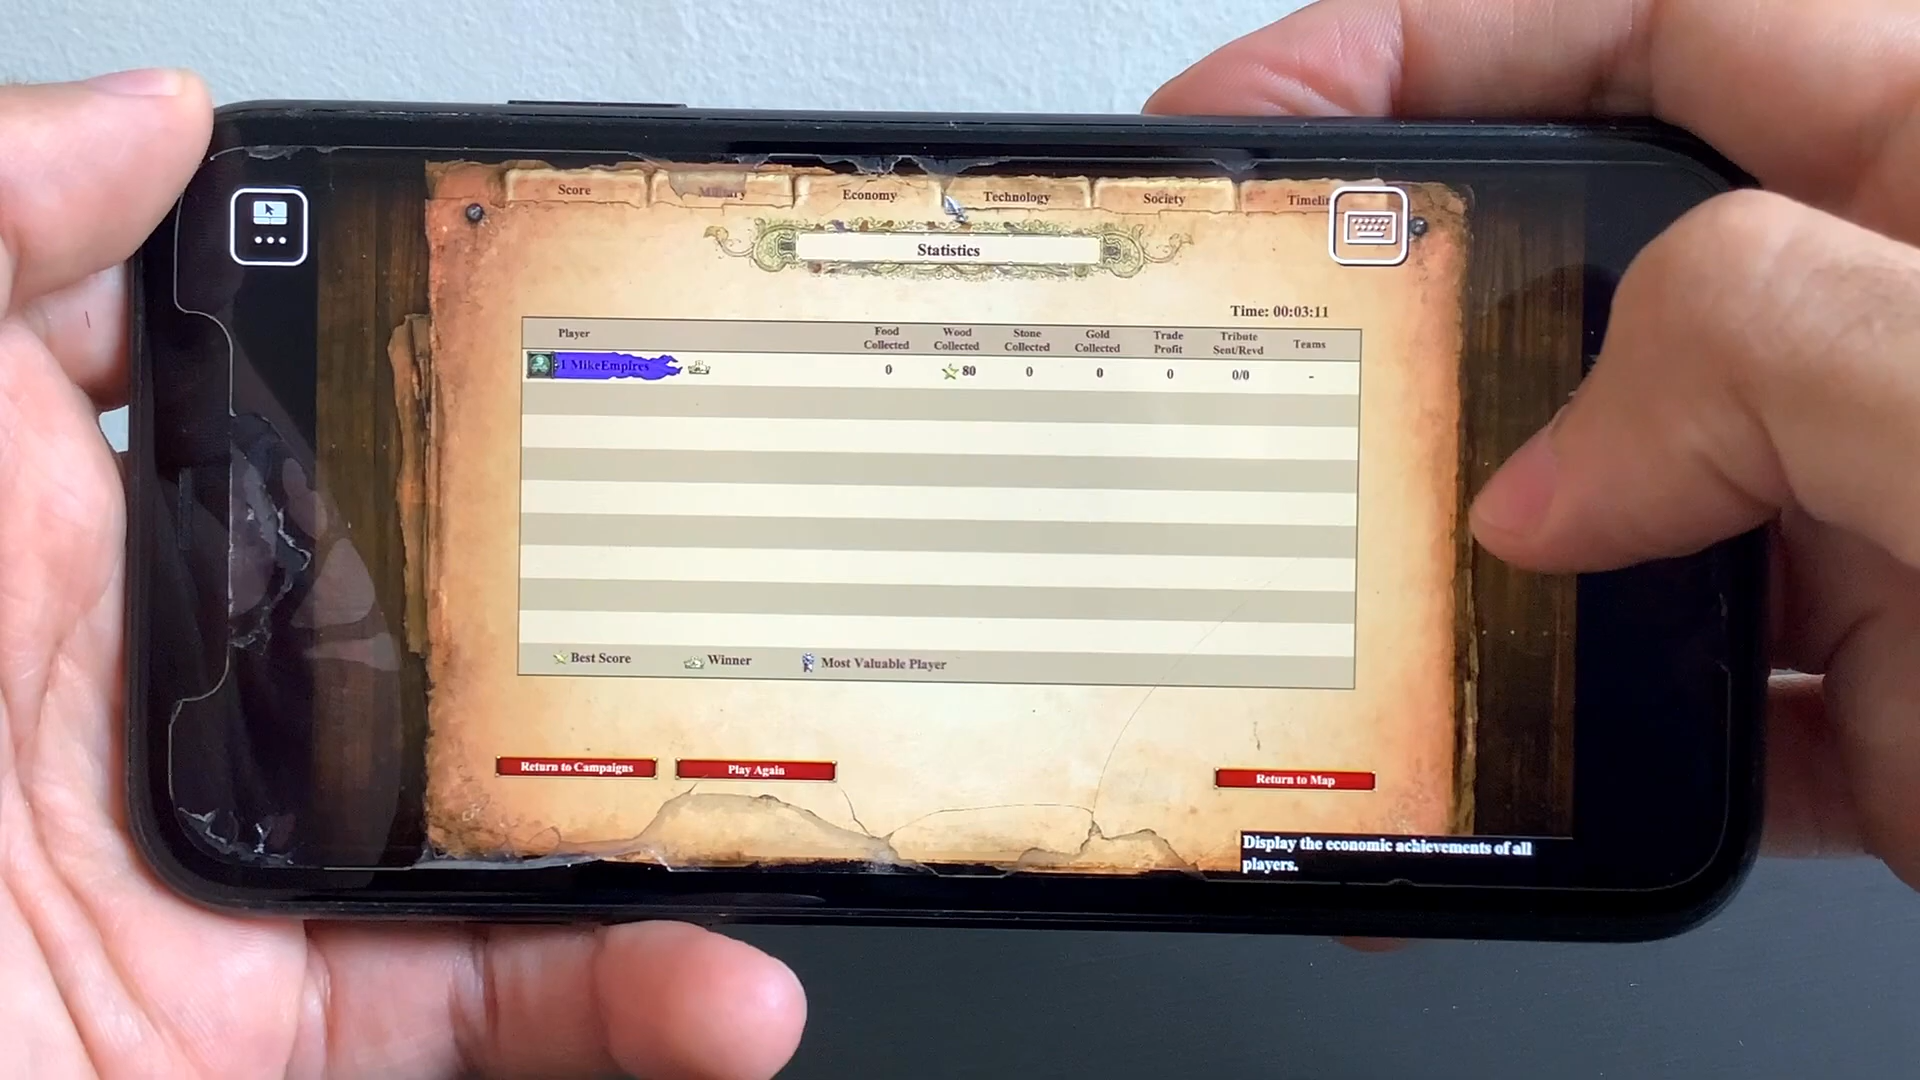 Score Military Economy Technology Society Timelin
Statistics
Time: 00:03:11
Player Food Collected Wood Collected Stone Collected Gold Collected Trade Profit Tribute Sent/Rcvd Teams
1 MikeEmpires 0 80 0 0 0 0/0 -
Best Score Winner Most Valuable Player
Return to Campaigns Play Again Return to Map
Display the economic achievements of all
players.